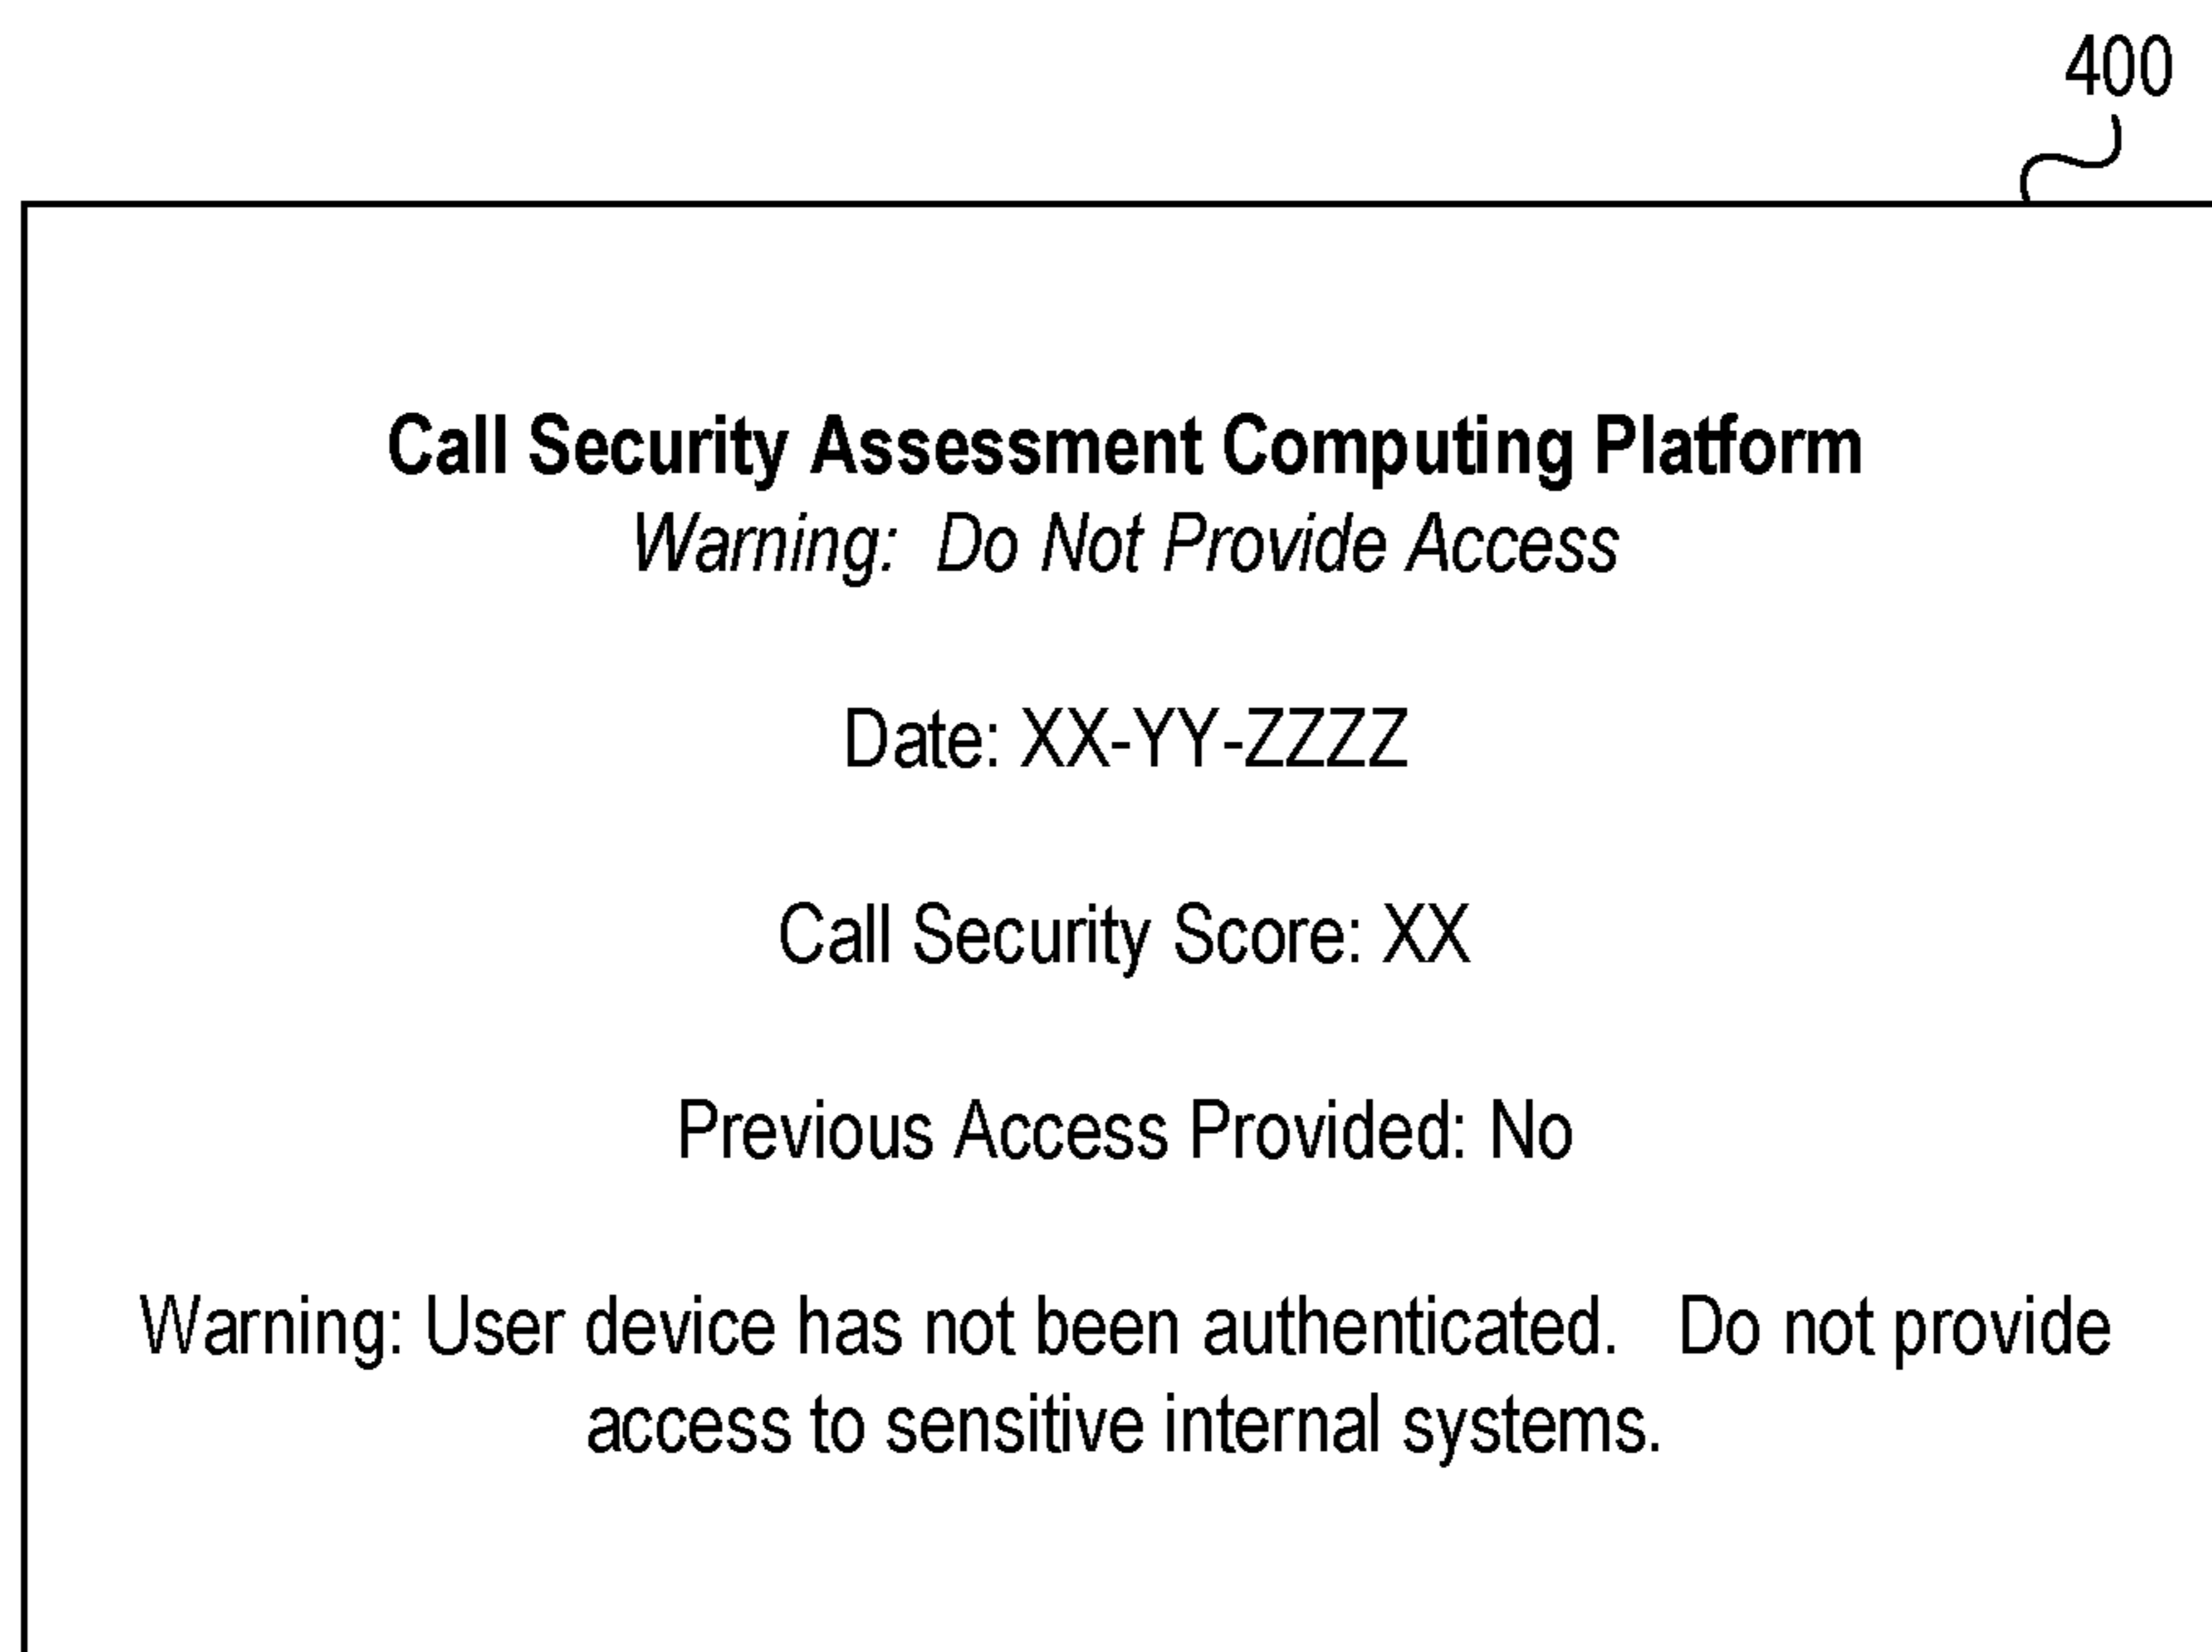 400
Call Security Assessment Computing Platform
Warning:  Do Not Provide Access
Date: XX-YY-ZZZZ
Call Security Score: XX
Previous Access Provided: No
Warning: User device has not been authenticated.   Do not provide
access to sensitive internal systems.